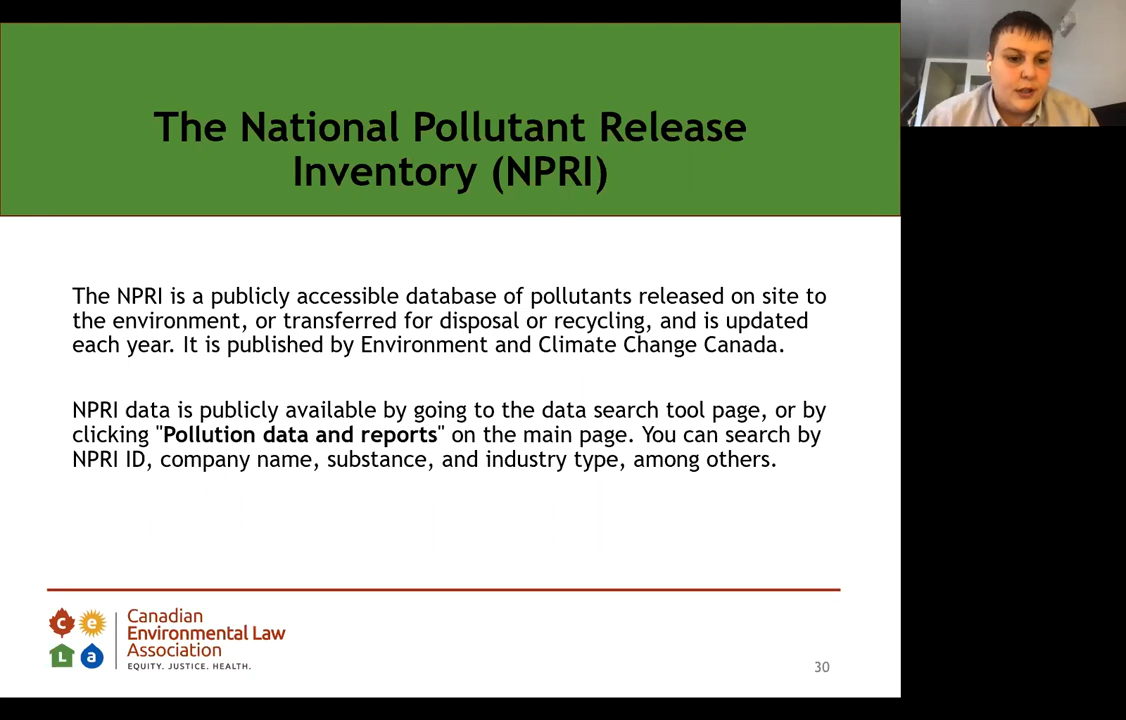 The National Pollutant Release
Inventory (NPRI)
The NPRI is a publicly accessible database of pollutants released on site to
the environment, or transferred for disposal or recycling, and is updated
each year. It is published by Environment and Climate Change Canada.
NPRI data is publicly available by going to the data search tool page, or by
clicking "Pollution data and reports" on the main page. You can search by
NPRI ID, company name, substance, and industry type, among others.
c e
L a
Canadian
Environmental Law
Association
EQUITY. JUSTICE. HEALTH.
30